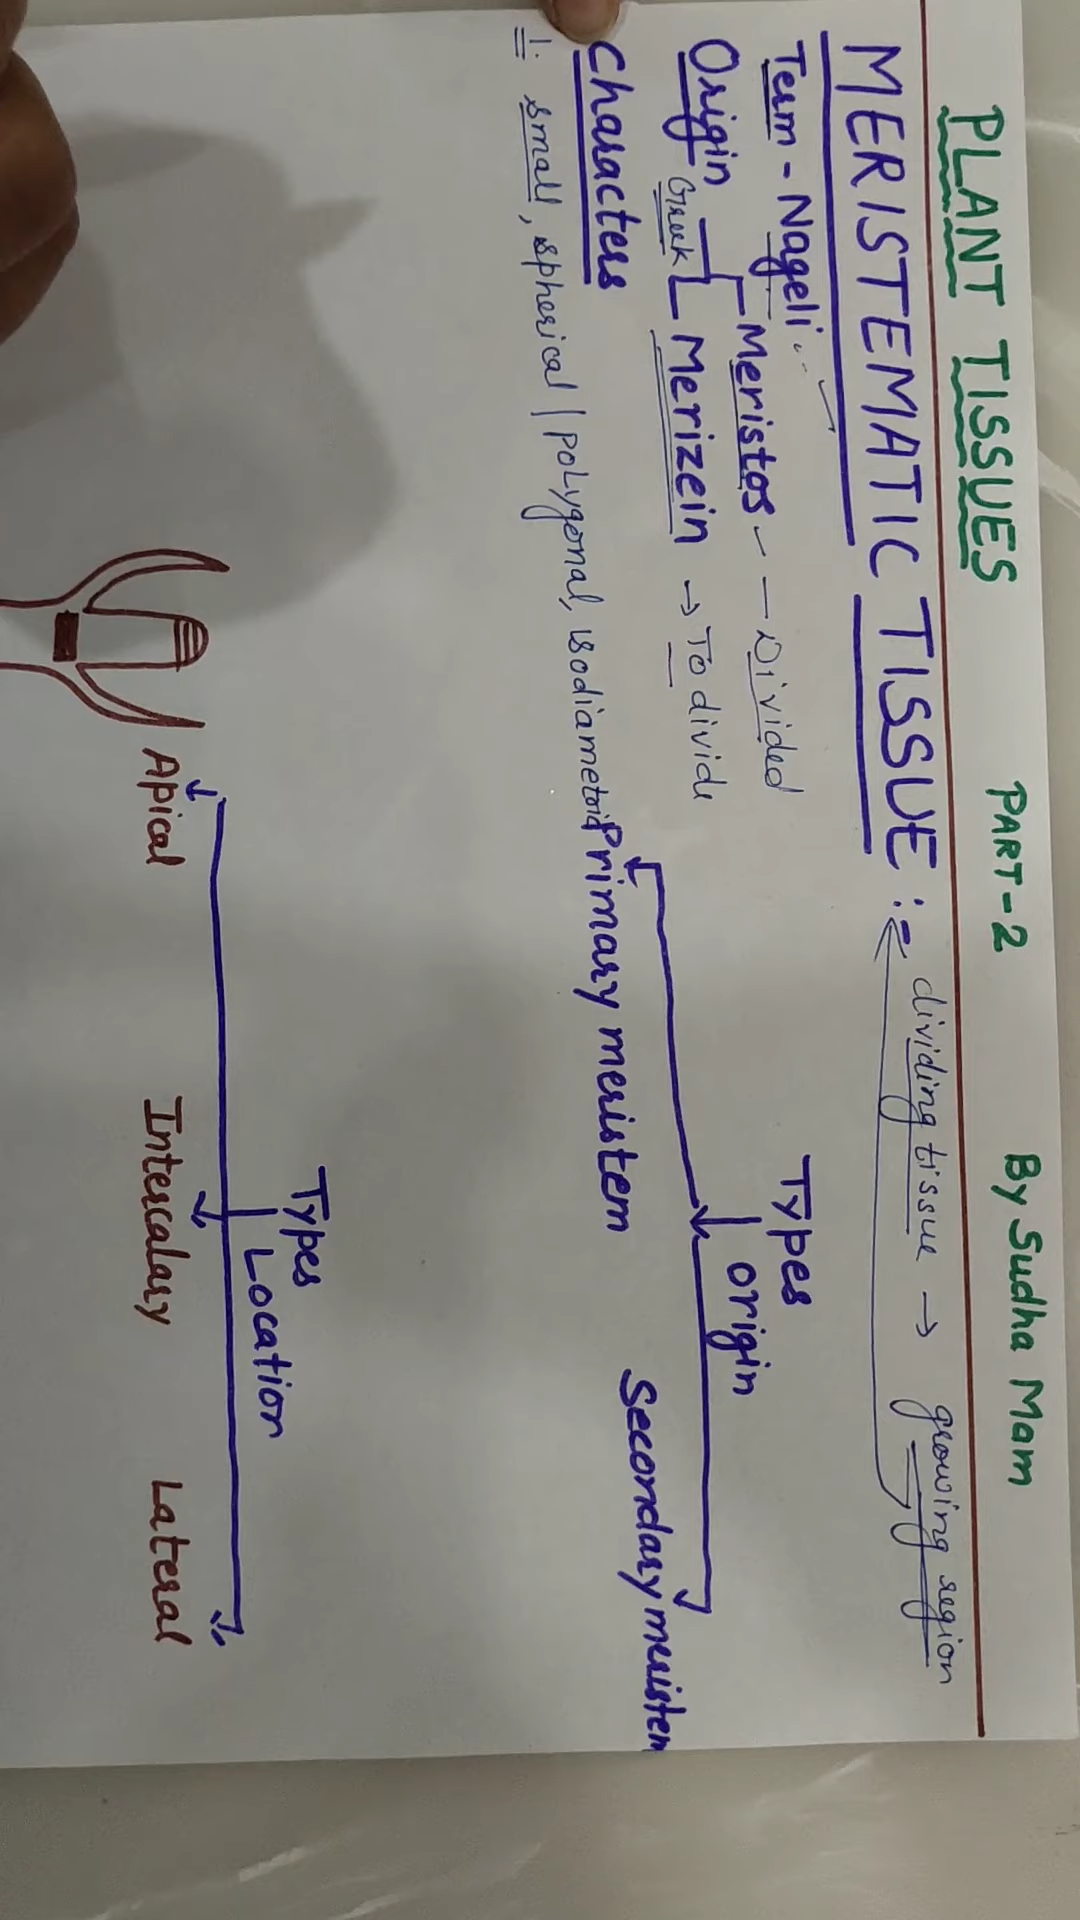 PLANT TISSUES PART-2 By Sudha Mam
MERISTEMATIC TISSUE :- dividing tissue → growing region
Term - Nageli
Origin Greek Meristos - Divided
Merizein → To divide
Characters
1. small, spherical / polygonal, isodiametric
Types
origin
Primary meristem Secondary meristem
Types
Location
Apical Intercalary Lateral